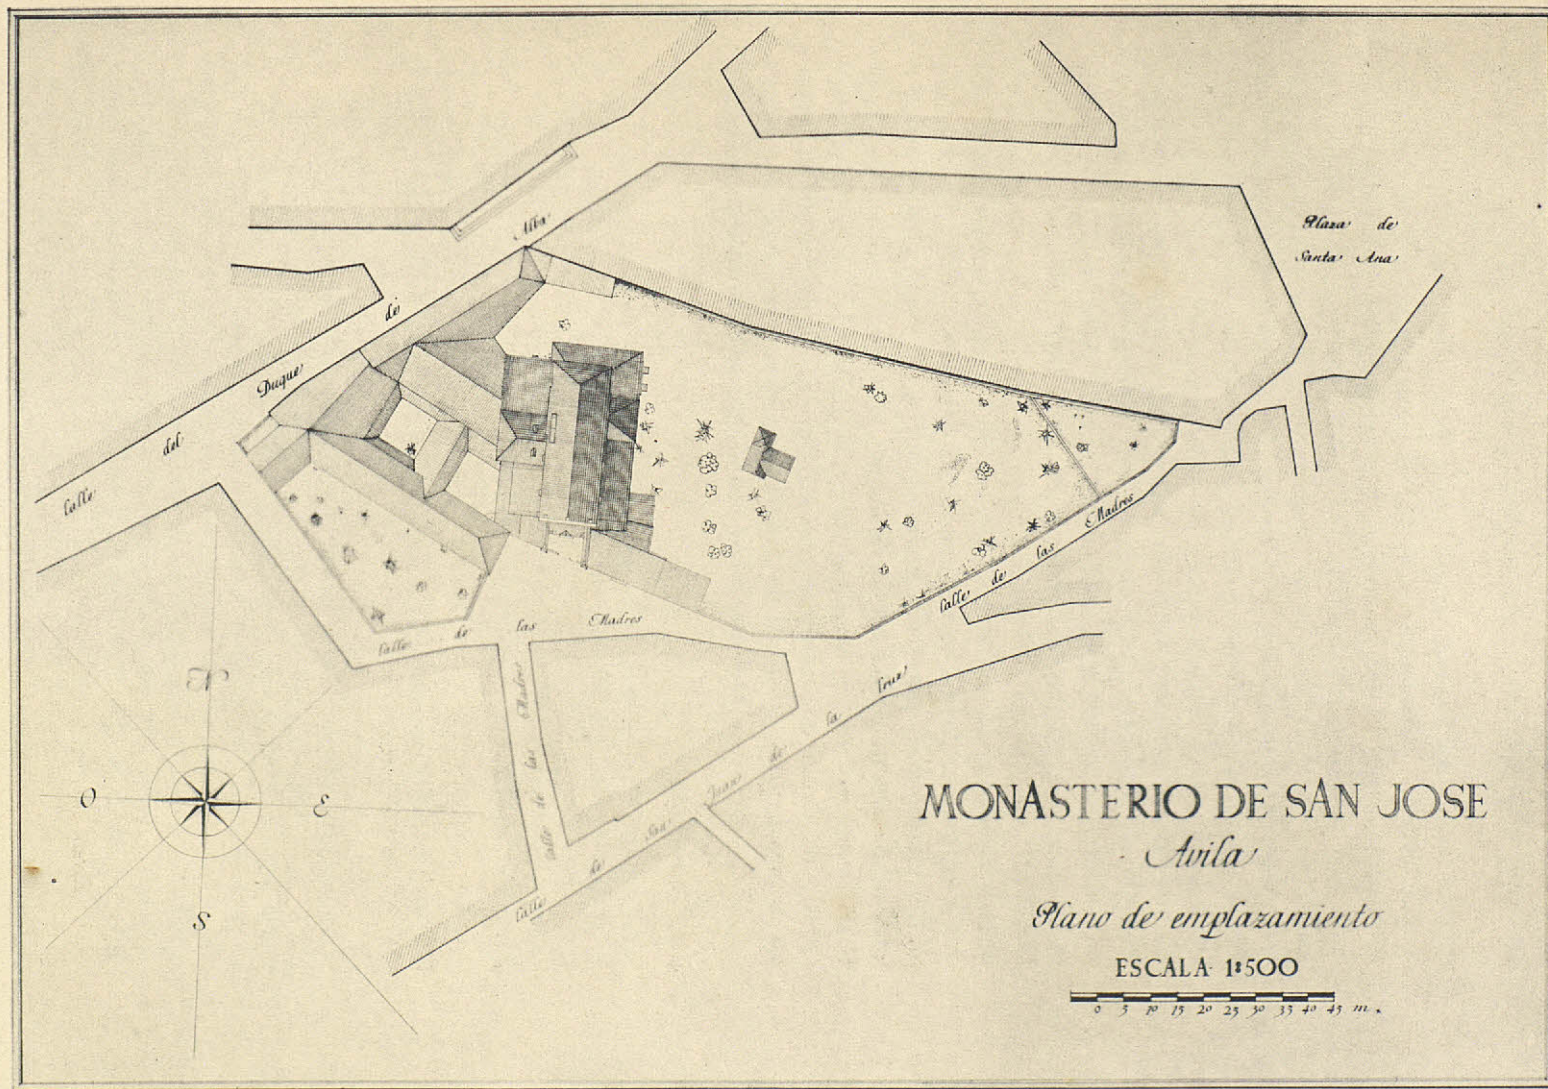 Plaza de
Santa Ana
Calle del Duque de Alba
Calle de las Madres
Calle de las Madres
Calle de las Madres
Calle de San Juan de la Cruz
N
O
E
S
MONASTERIO DE SAN JOSE
Avila
Plano de emplazamiento
ESCALA 1:500
0 5 10 15 20 25 30 35 40 45 m.